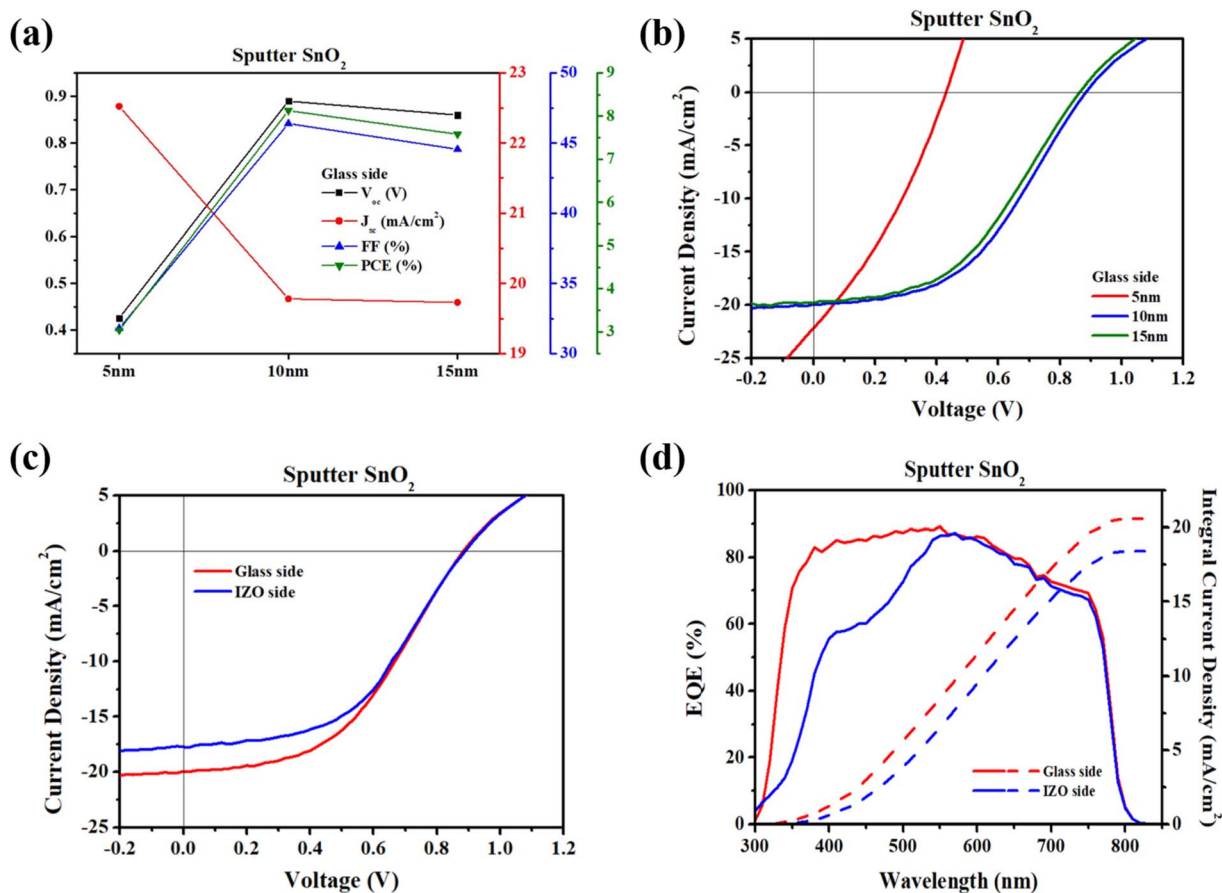 (a)
Sputter SnO₂
0.9
0.8
0.7
0.6
0.5
0.4
23
22
21
20
19
50
45
40
35
30
9
8
7
6
5
4
3
Glass side
V_oc (V)
J_sc (mA/cm²)
FF (%)
PCE (%)
5nm 10nm 15nm
(b)
Sputter SnO₂
Current Density (mA/cm²)
5
0
-5
-10
-15
-20
-25
Glass side
5nm
10nm
15nm
-0.2 0.0 0.2 0.4 0.6 0.8 1.0 1.2
Voltage (V)
(c)
Sputter SnO₂
Current Density (mA/cm²)
5
0
-5
-10
-15
-20
-25
Glass side
IZO side
-0.2 0.0 0.2 0.4 0.6 0.8 1.0 1.2
Voltage (V)
(d)
Sputter SnO₂
EQE (%)
100
80
60
40
20
0
Integral Current Density (mA/cm²)
20
15
10
5
0
Glass side
IZO side
300 400 500 600 700 800
Wavelength (nm)